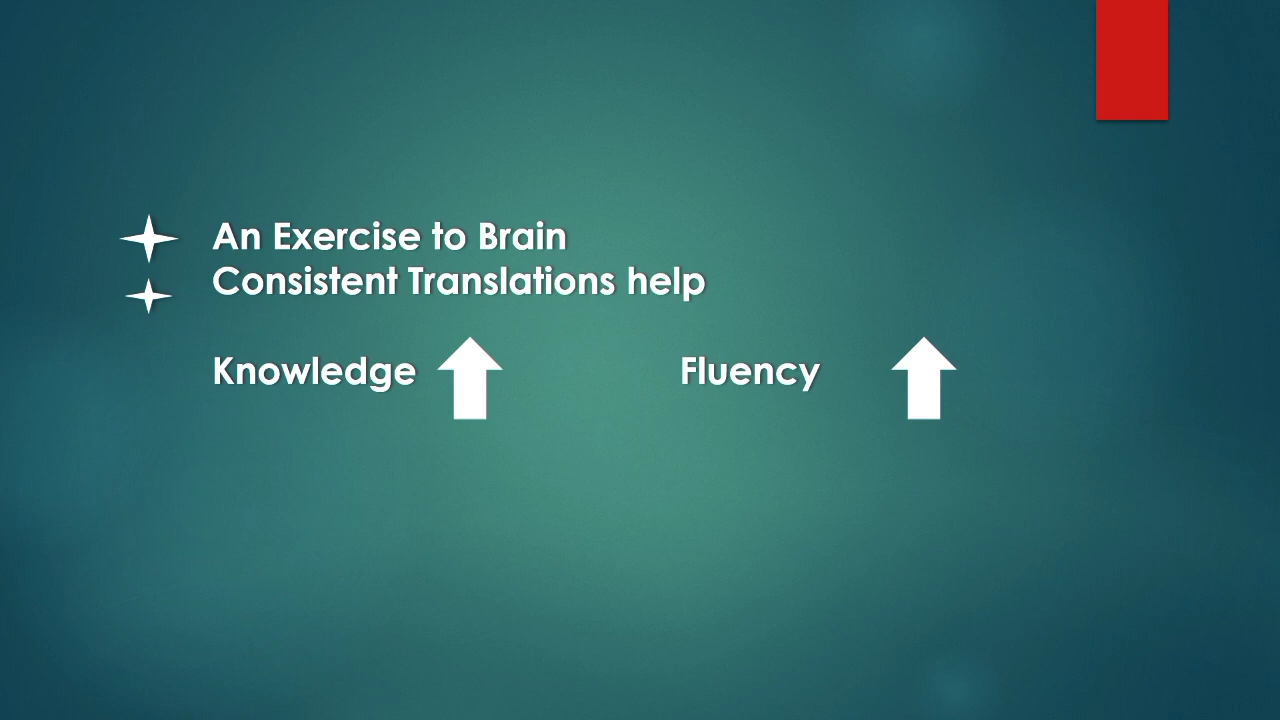 An Exercise to Brain
Consistent Translations help
Knowledge Fluency